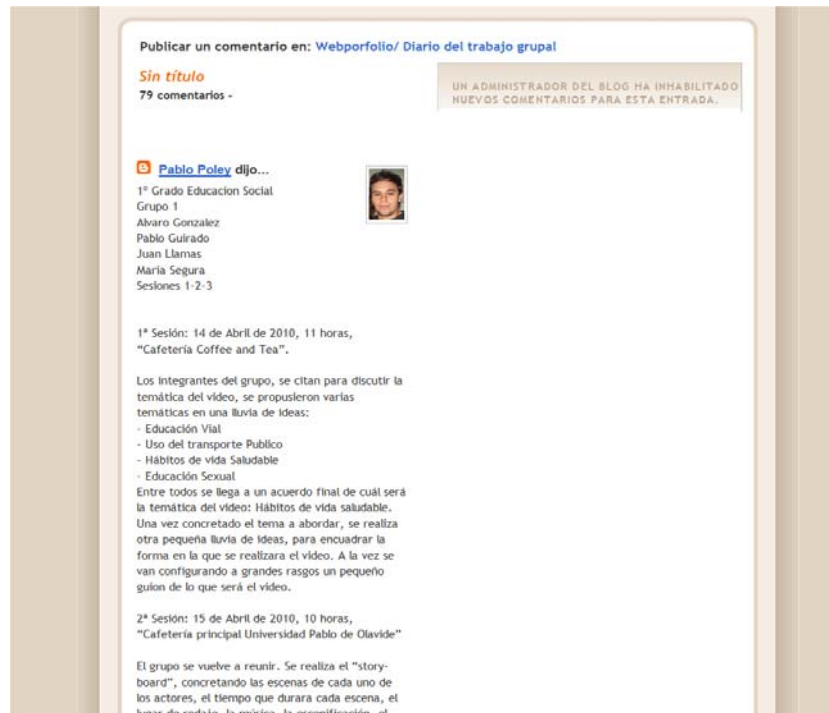 Publicar un comentario en: Webporfolio/ Diario del trabajo grupal
Sin título
79 comentarios -
UN ADMINISTRADOR DEL BLOG HA INHABILITADO
NUEVOS COMENTARIOS PARA ESTA ENTRADA.
Pablo Poley dijo...
1º Grado Educacion Social
Grupo 1
Alvaro Gonzalez
Pablo Guirado
Juan Llamas
Maria Segura
Sesiones 1-2-3
1ª Sesión: 14 de Abril de 2010, 11 horas,
"Cafetería Coffee and Tea".
Los integrantes del grupo, se citan para discutir la
temática del video, se propusieron varias
temáticas en una lluvia de ideas:
- Educación Vial
- Uso del transporte Publico
- Hábitos de vida Saludable
- Educación Sexual
Entre todos se llega a un acuerdo final de cuál será
la temática del video: Hábitos de vida saludable.
Una vez concretado el tema a abordar, se realiza
otra pequeña lluvia de ideas, para encuadrar la
forma en la que se realizara el video. A la vez se
van configurando a grandes rasgos un pequeño
guion de lo que será el video.
2ª Sesión: 15 de Abril de 2010, 10 horas,
"Cafetería principal Universidad Pablo de Olavide"
El grupo se vuelve a reunir. Se realiza el "story-
board", concretando las escenas de cada uno de
los actores, el tiempo que durara cada escena, el
lugar de rodaje, la música, la escenificación, el